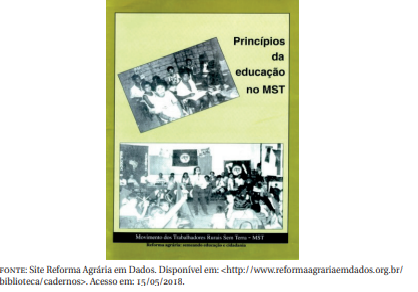 Princípios
da
educação
no MST
Movimento dos Trabalhadores Rurais Sem Terra - MST
Reforma agrária: semeando educação e cidadania
FONTE: Site Reforma Agrária em Dados. Disponível em: <http://www.reformaagrariaemdados.org.br/
biblioteca/cadernos>. Acesso em: 15/05/2018.